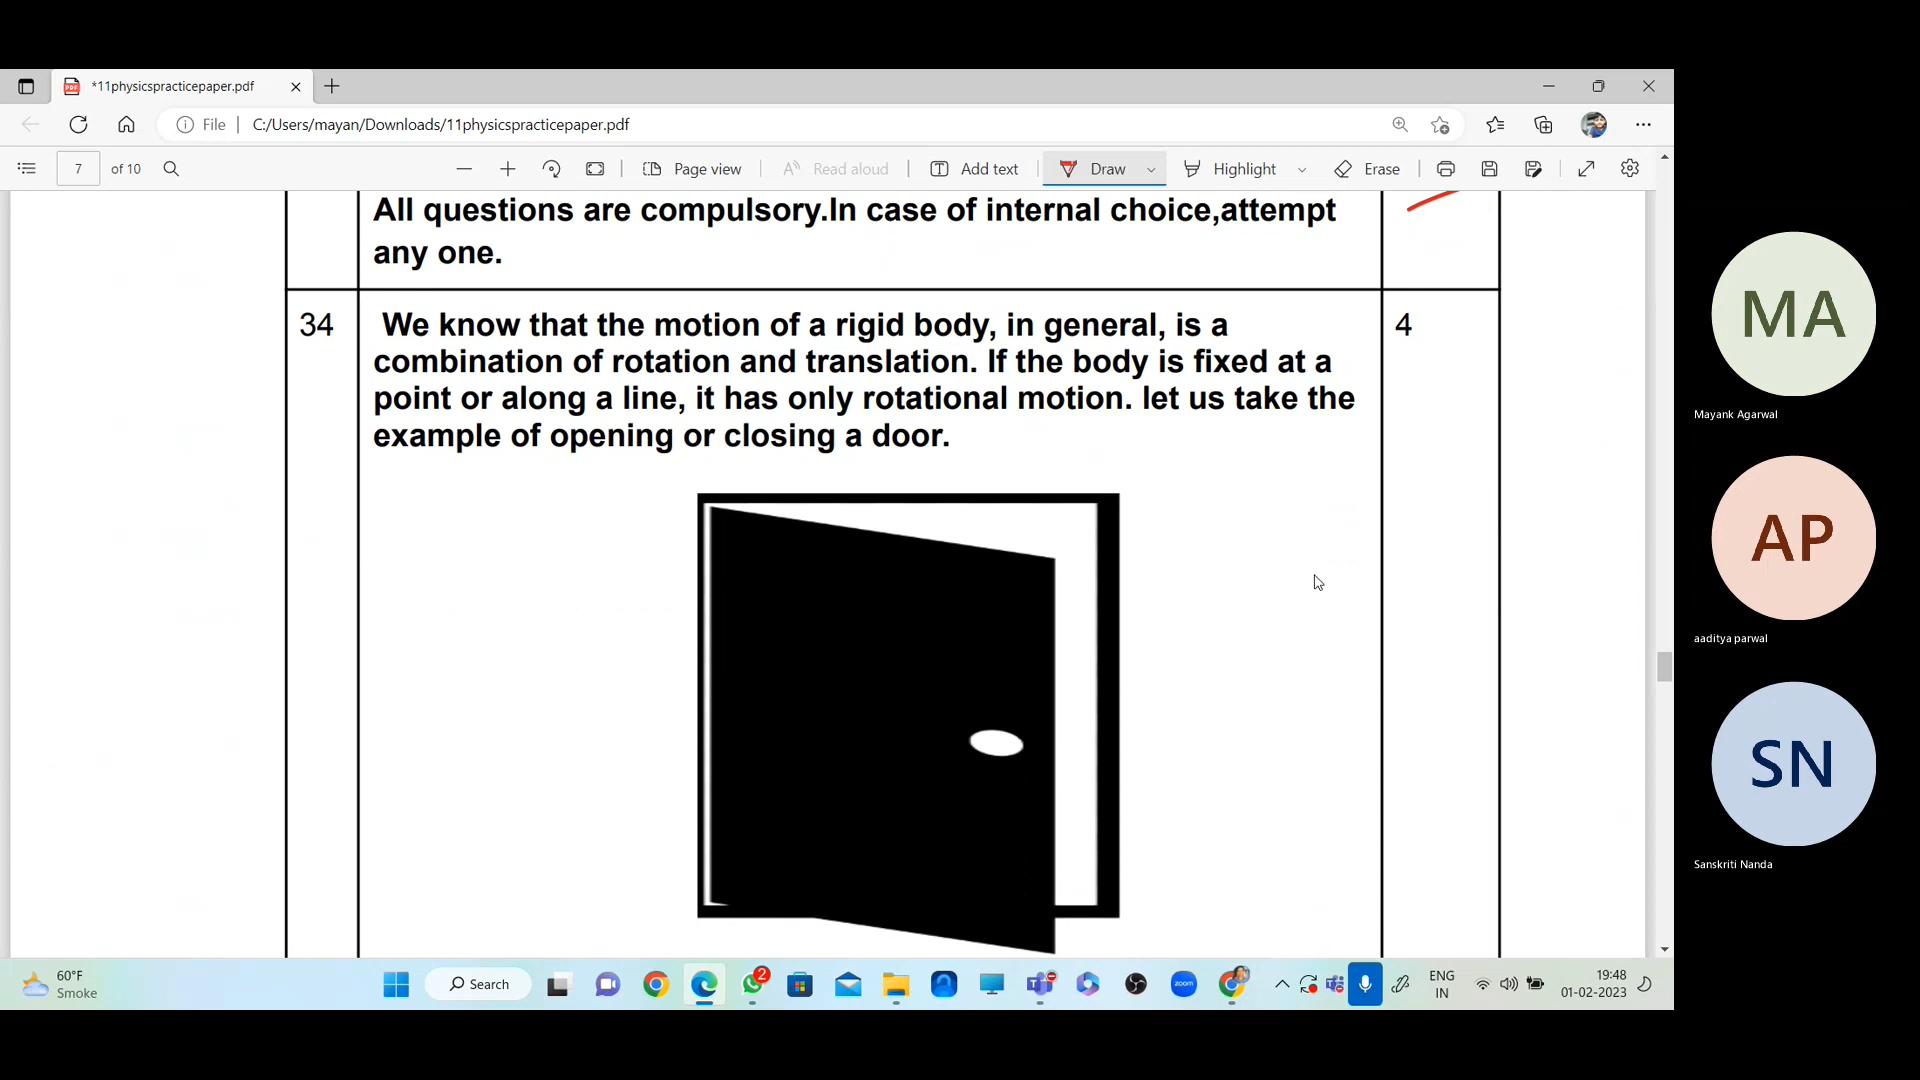 *11physicspracticepaper.pdf
File
C:/Users/mayan/Downloads/11physicspracticepaper.pdf
7 of 10
Page view
Read aloud
Add text
Draw
Highlight
Erase
All questions are compulsory.In case of internal choice,attempt
any one.
34
We know that the motion of a rigid body, in general, is a
combination of rotation and translation. If the body is fixed at a
point or along a line, it has only rotational motion. let us take the
example of opening or closing a door.
4
MA
Mayank Agarwal
AP
aaditya parwal
SN
Sanskriti Nanda
60°F
Smoke
Search
2
zoom
ENG
IN
19:48
01-02-2023